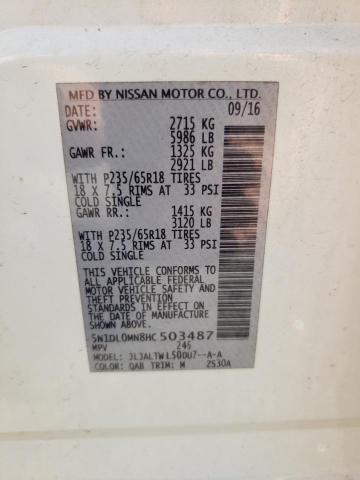 MFD BY NISSAN MOTOR CO., LTD.
DATE: 09/16
GVWR: 2715 KG
5986 LB
GAWR FR: 1325 KG
2921 LB
WITH P235/65R18 TIRES
18 X 7.5 RIMS AT 33 PSI
COLD SINGLE
GAWR RR: 1415 KG
3120 LB
WITH P235/65R18 TIRES
18 X 7.5 RIMS AT 33 PSI
COLD SINGLE
THIS VEHICLE CONFORMS TO
ALL APPLICABLE FEDERAL
MOTOR VEHICLE SAFETY AND
THEFT PREVENTION
STANDARDS IN EFFECT ON
THE DATE OF MANUFACTURE
SHOWN ABOVE.
5N1DL0MN8HC503487
MPV 245
MODEL: JLJALTWL50DU7--A-A
COLOR: QAB TRIM: M 2530A